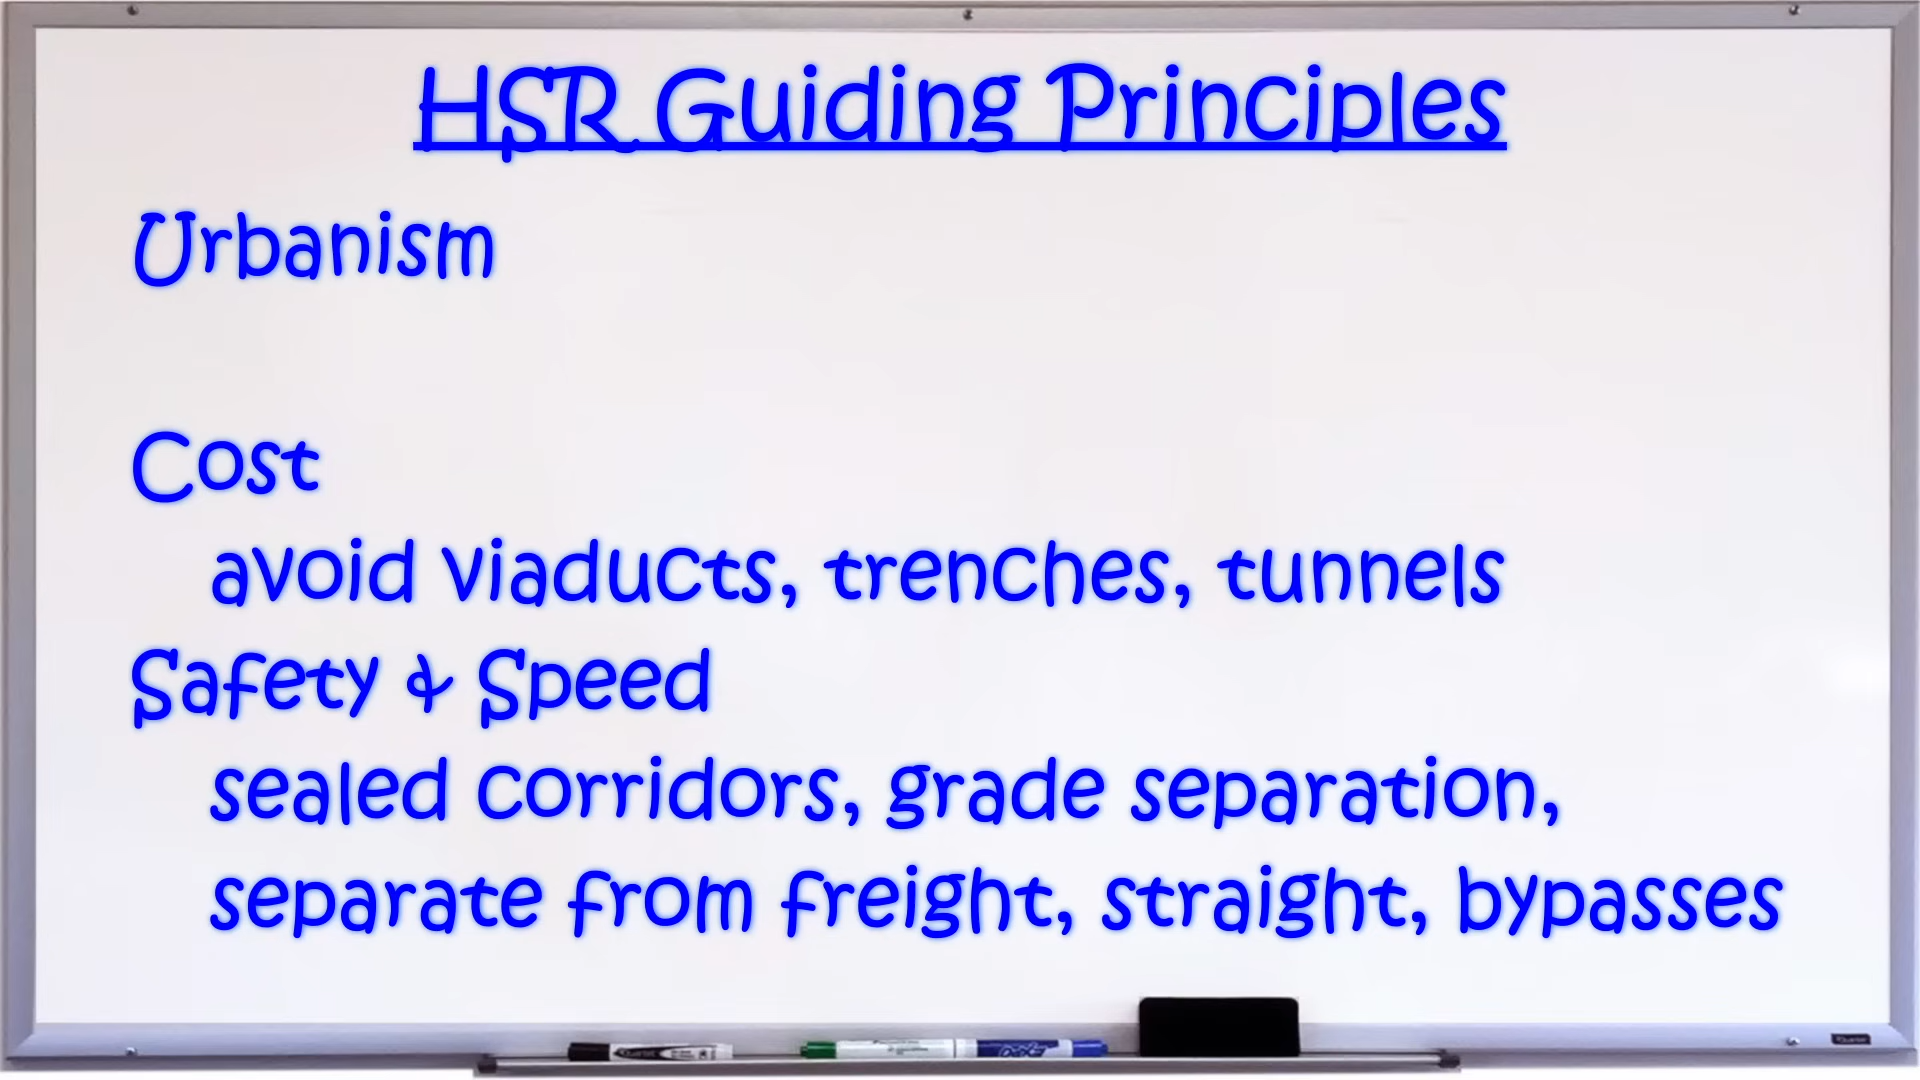 HSR Guiding Principles
Urbanism
Cost
avoid viaducts, trenches, tunnels
Safety & Speed
sealed corridors, grade separation,
separate from freight, straight, bypasses